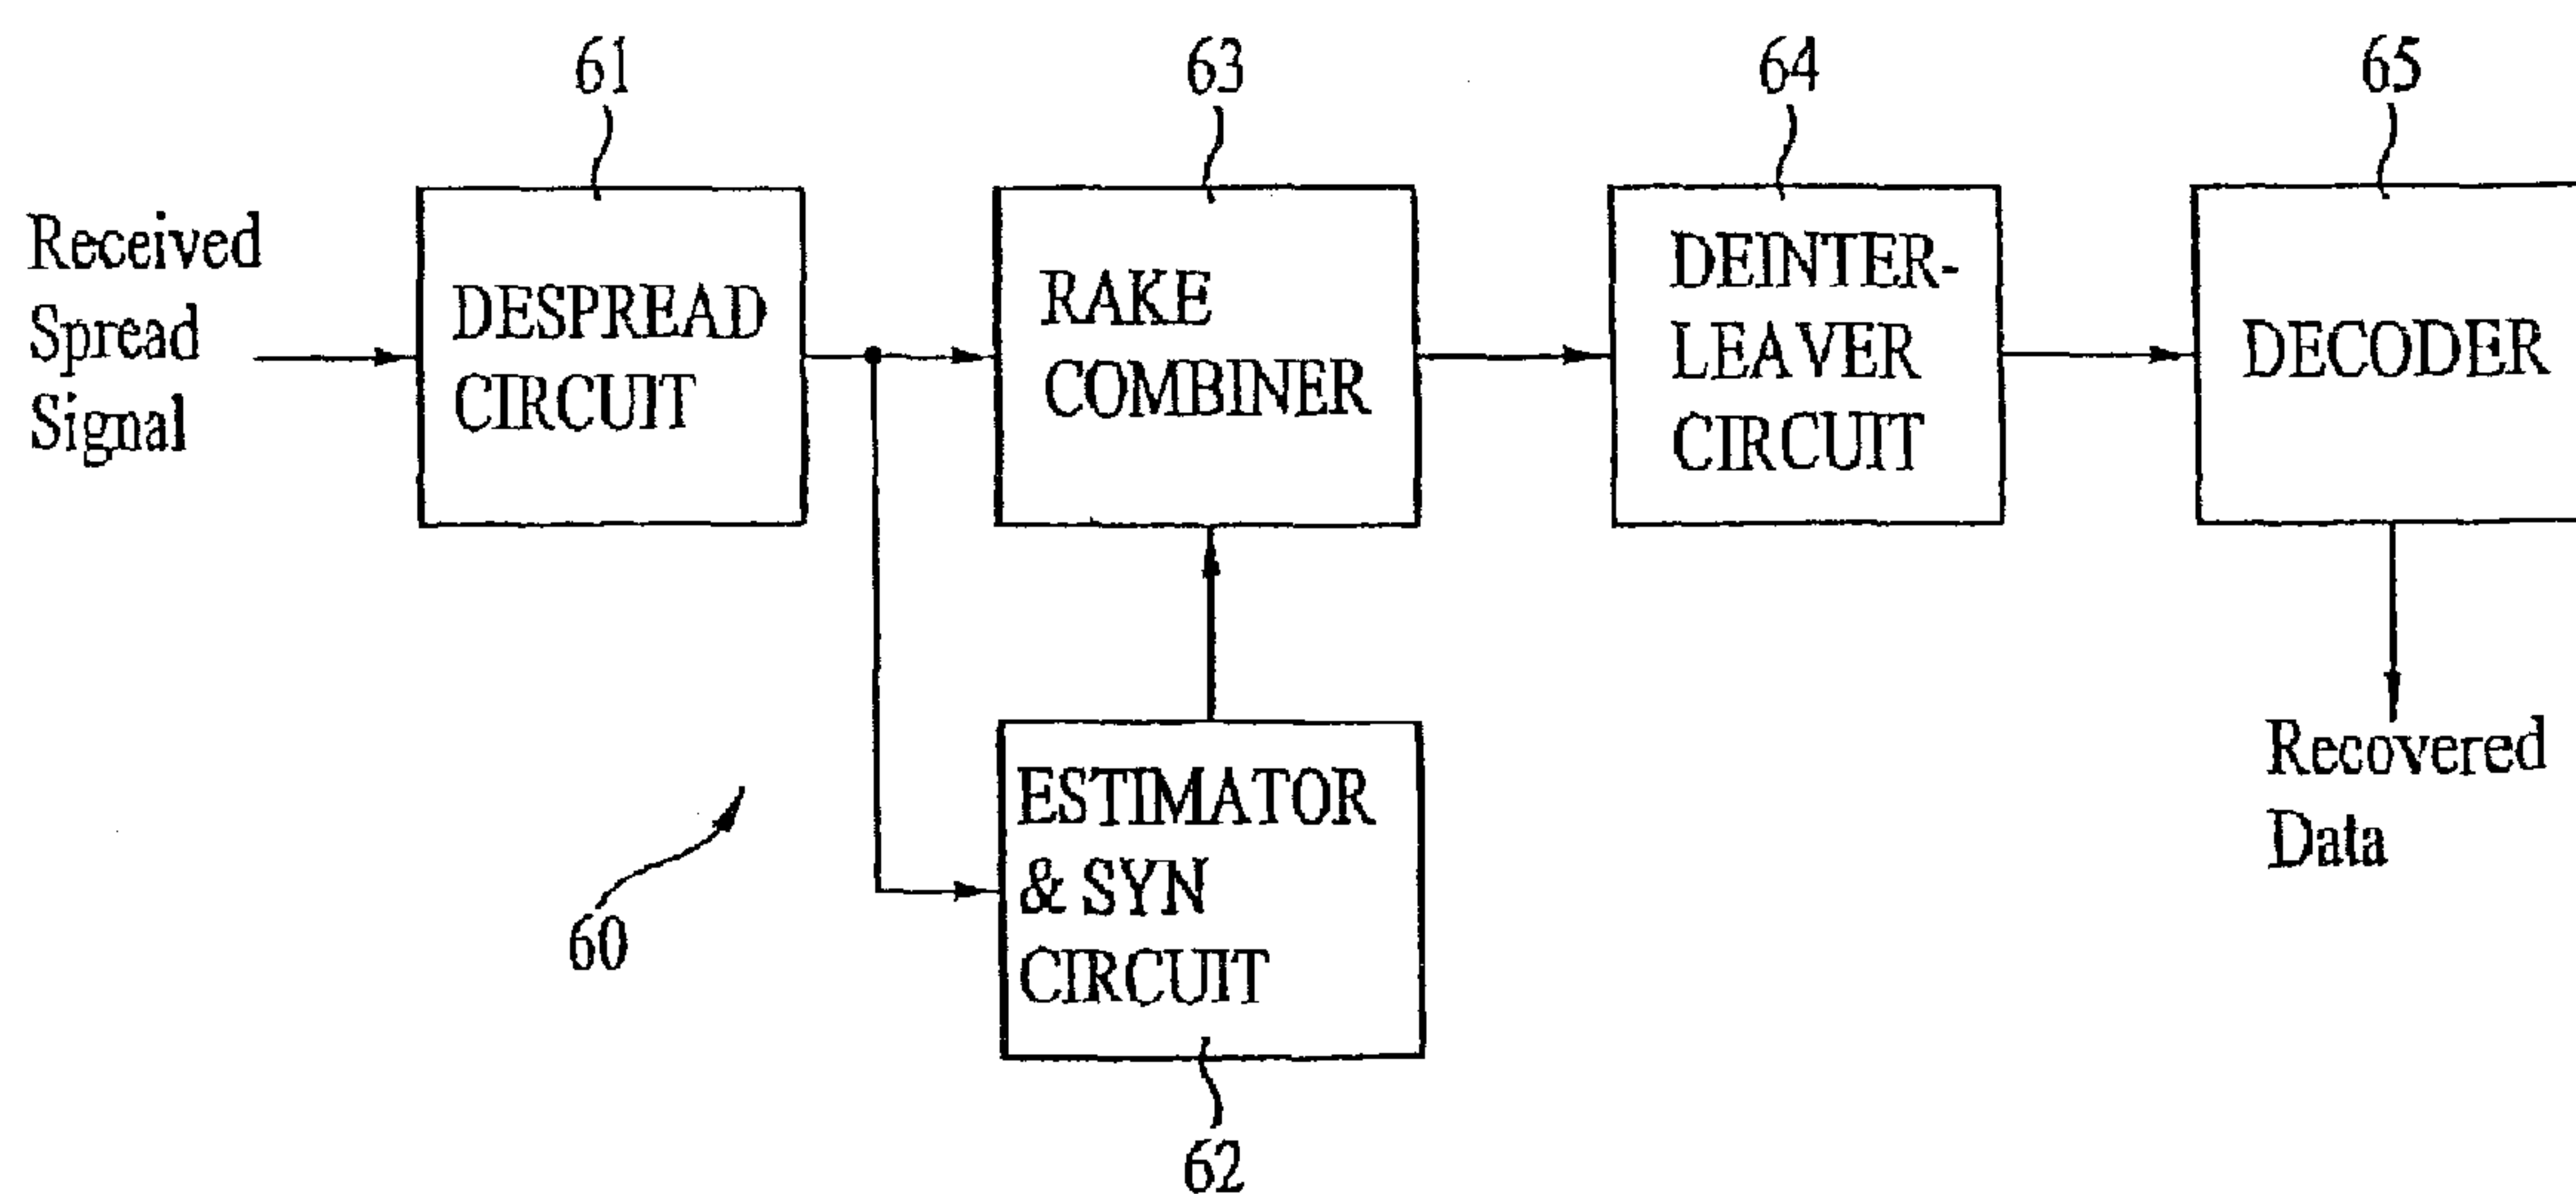 61
63
64
65
Received
Spread
Signal
DESPREAD
CIRCUIT
RAKE
COMBINER
DEINTER-
LEAVER
CIRCUIT
DECODER
ESTIMATOR
& SYN
CIRCUIT
Recovered
Data
60
62